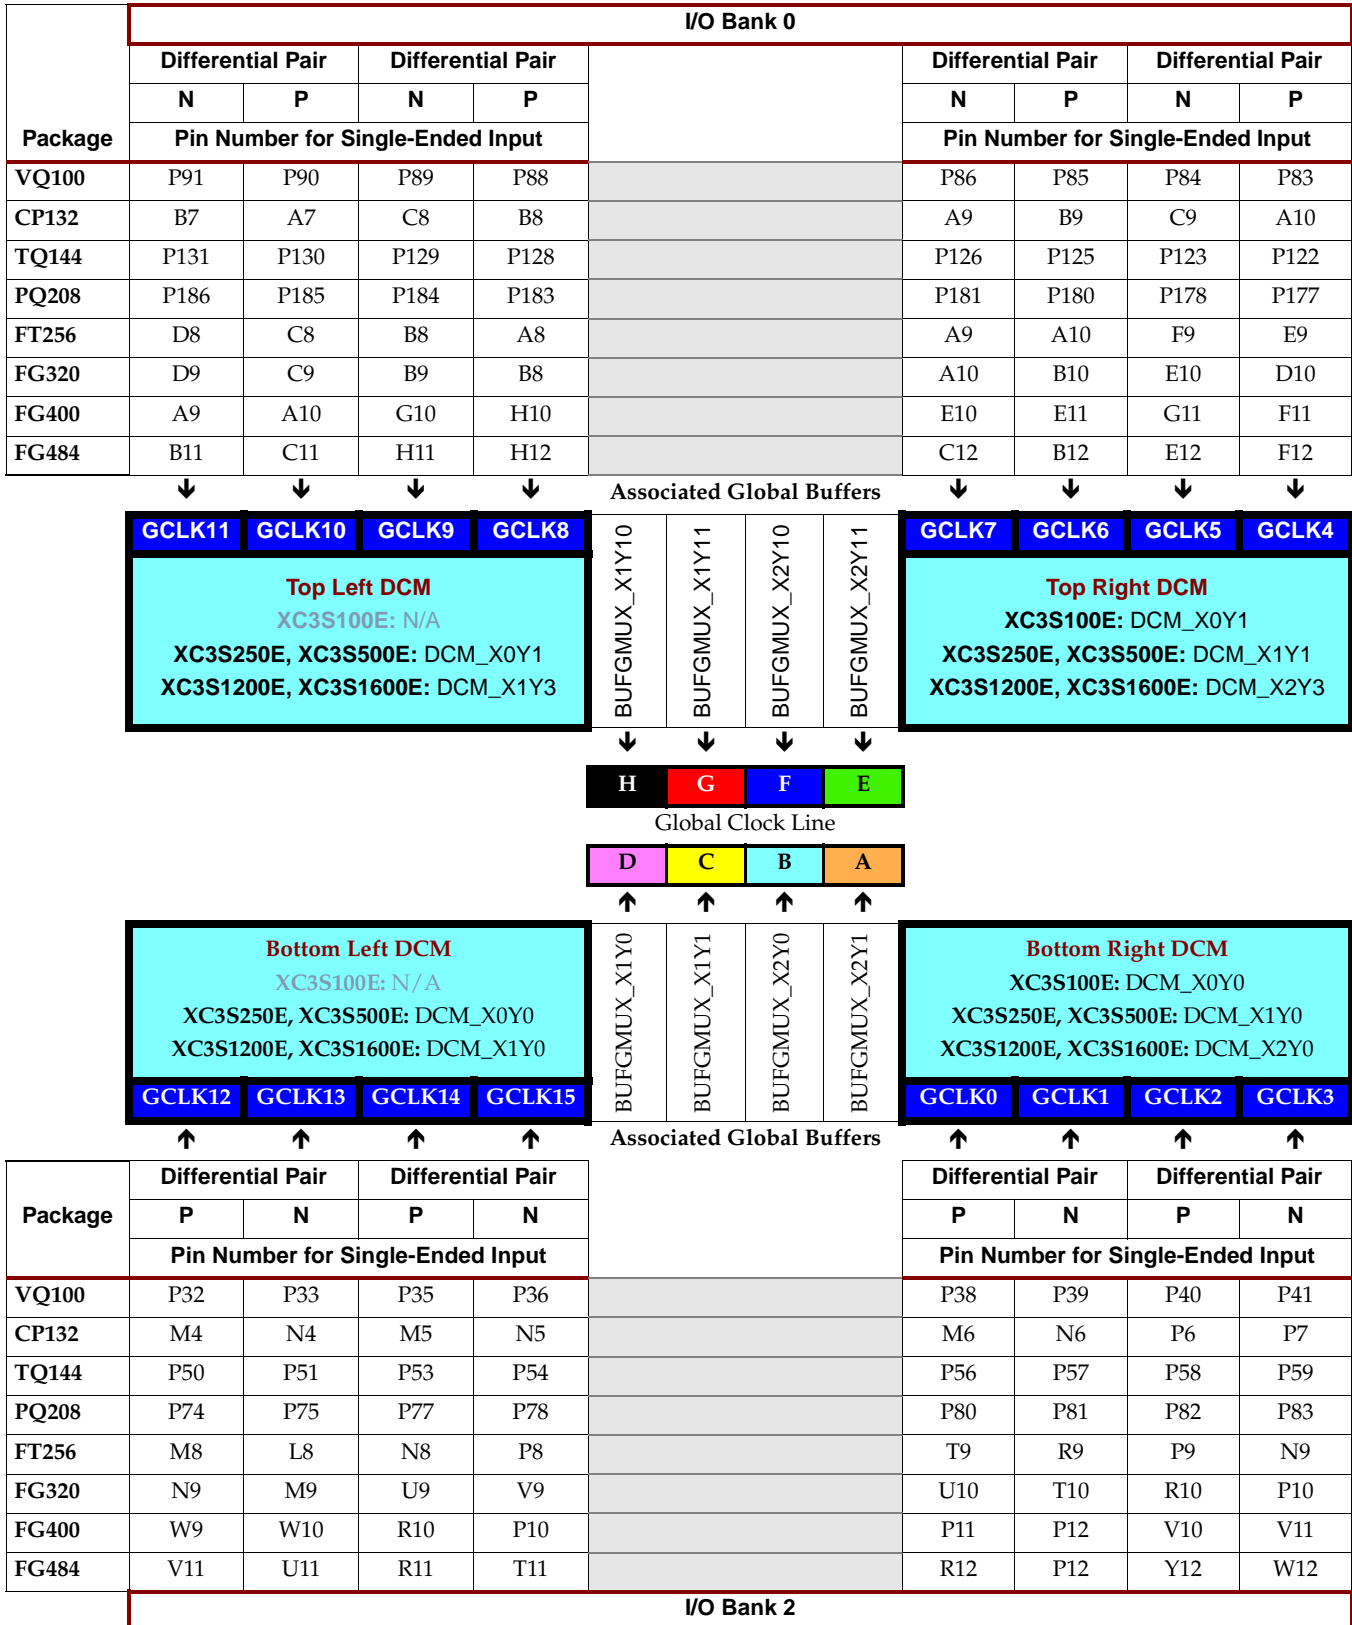 I/O Bank 0
Differential Pair Differential Pair Differential Pair Differential Pair
N P N P N P N P
Package Pin Number for Single-Ended Input Pin Number for Single-Ended Input
VQ100 P91 P90 P89 P88 P86 P85 P84 P83
CP132 B7 A7 C8 B8 A9 B9 C9 A10
TQ144 P131 P130 P129 P128 P126 P125 P123 P122
PQ208 P186 P185 P184 P183 P181 P180 P178 P177
FT256 D8 C8 B8 A8 A9 A10 F9 E9
FG320 D9 C9 B9 B8 A10 B10 E10 D10
FG400 A9 A10 G10 H10 E10 E11 G11 F11
FG484 B11 C11 H11 H12 C12 B12 E12 F12
Associated Global Buffers
GCLK11 GCLK10 GCLK9 GCLK8
Top Left DCM
XC3S100E: N/A
XC3S250E, XC3S500E: DCM_X0Y1
XC3S1200E, XC3S1600E: DCM_X1Y3
BUFGMUX_X1Y10
BUFGMUX_X1Y11
BUFGMUX_X2Y10
BUFGMUX_X2Y11
GCLK7 GCLK6 GCLK5 GCLK4
Top Right DCM
XC3S100E: DCM_X0Y1
XC3S250E, XC3S500E: DCM_X1Y1
XC3S1200E, XC3S1600E: DCM_X2Y3
H G F E
Global Clock Line
D C B A
Bottom Left DCM
XC3S100E: N/A
XC3S250E, XC3S500E: DCM_X0Y0
XC3S1200E, XC3S1600E: DCM_X1Y0
GCLK12 GCLK13 GCLK14 GCLK15
BUFGMUX_X1Y0
BUFGMUX_X1Y1
BUFGMUX_X2Y0
BUFGMUX_X2Y1
Bottom Right DCM
XC3S100E: DCM_X0Y0
XC3S250E, XC3S500E: DCM_X1Y0
XC3S1200E, XC3S1600E: DCM_X2Y0
GCLK0 GCLK1 GCLK2 GCLK3
Associated Global Buffers
Differential Pair Differential Pair Differential Pair Differential Pair
Package P N P N P N P N
Pin Number for Single-Ended Input Pin Number for Single-Ended Input
VQ100 P32 P33 P35 P36 P38 P39 P40 P41
CP132 M4 N4 M5 N5 M6 N6 P6 P7
TQ144 P50 P51 P53 P54 P56 P57 P58 P59
PQ208 P74 P75 P77 P78 P80 P81 P82 P83
FT256 M8 L8 N8 P8 T9 R9 P9 N9
FG320 N9 M9 U9 V9 U10 T10 R10 P10
FG400 W9 W10 R10 P10 P11 P12 V10 V11
FG484 V11 U11 R11 T11 R12 P12 Y12 W12
I/O Bank 2